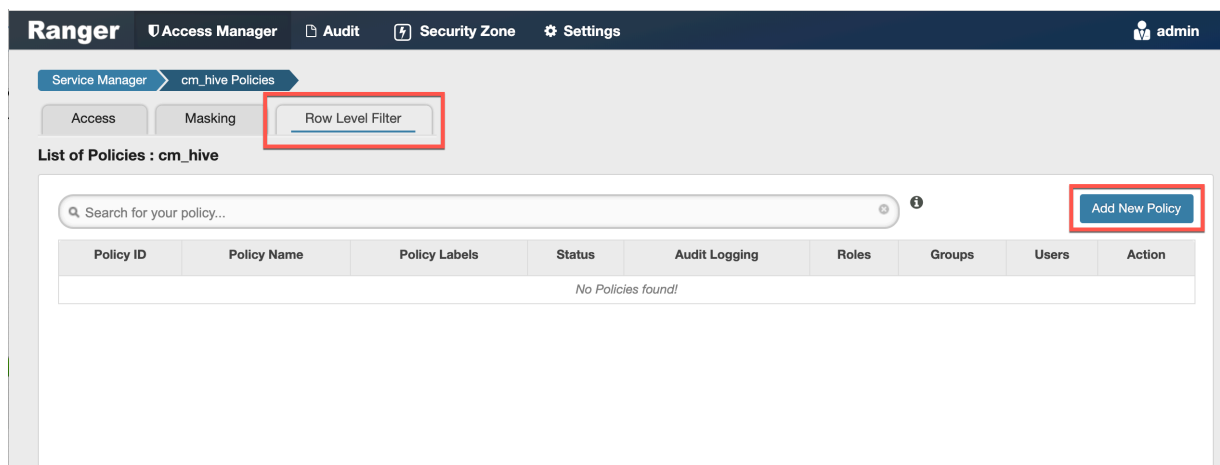 Ranger Access Manager Audit Security Zone Settings admin
Service Manager cm_hive Policies
Access Masking Row Level Filter
List of Policies : cm_hive
Search for your policy... Add New Policy
Policy ID Policy Name Policy Labels Status Audit Logging Roles Groups Users Action
No Policies found!